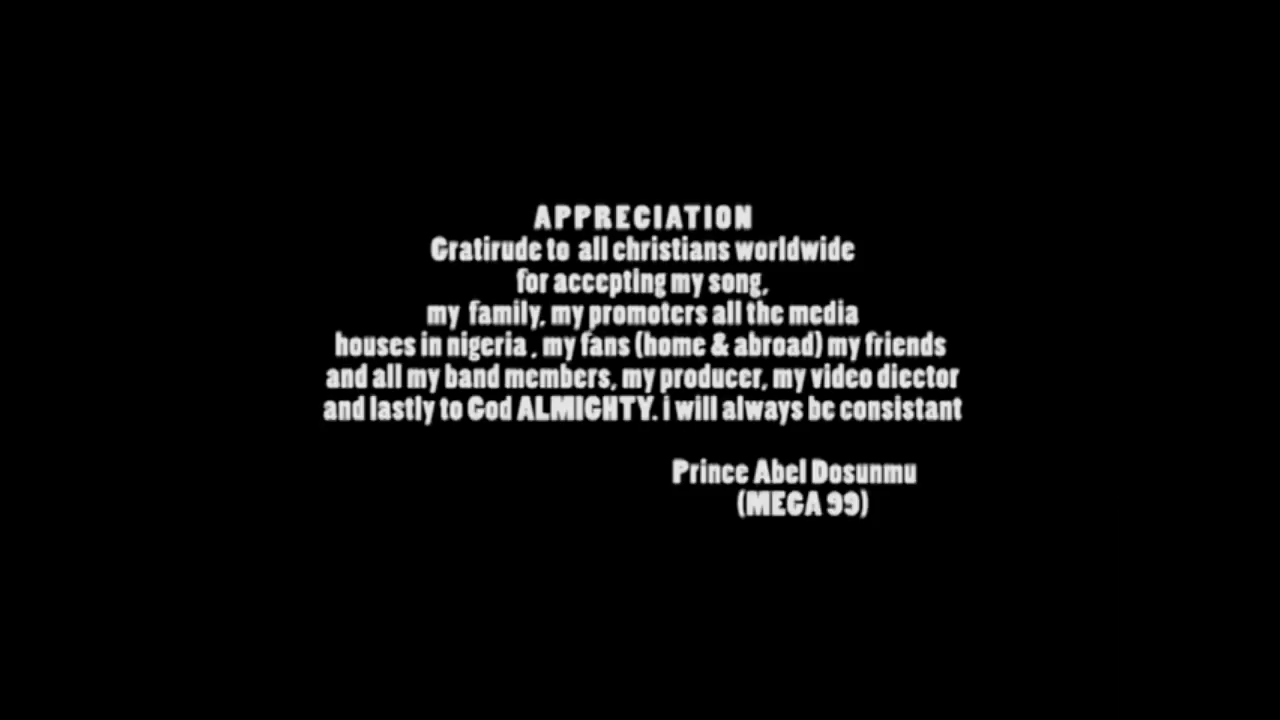 APPRECIATION
Gratirude to all christians worldwide
for accepting my song,
my family, my promoters all the media
houses in nigeria , my fans (home & abroad) my friends
and all my band members, my producer, my video diector
and lastly to God ALMIGHTY. i will always be consistant
Prince Abel Dosunmu
(MEGA 99)